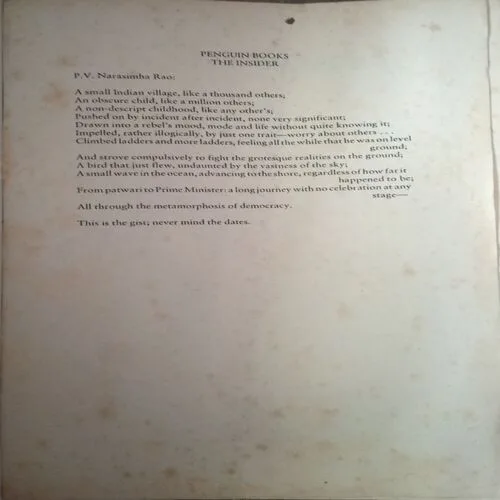 PENGUIN BOOKS
THE INSIDER
P.V. Narasimha Rao:
A small Indian village, like a thousand others;
An obscure child, like a million others;
A non-descript childhood, like any other's;
Pushed on by incident after incident, none very significant;
Drawn into a rebel's mood, mode and life without quite knowing it;
Impelled, rather illogically, by just one trait—worry about others . . .
Climbed ladders and more ladders, feeling all the while that he was on level
ground;
And strove compulsively to fight the grotesque realities on the ground;
A bird that just flew, undaunted by the vastness of the sky;
A small wave in the ocean, advancing to the shore, regardless of how far it
happened to be;
From patwari to Prime Minister: a long journey with no celebration at any
stage—
All through the metamorphosis of democracy.
This is the gist; never mind the dates.